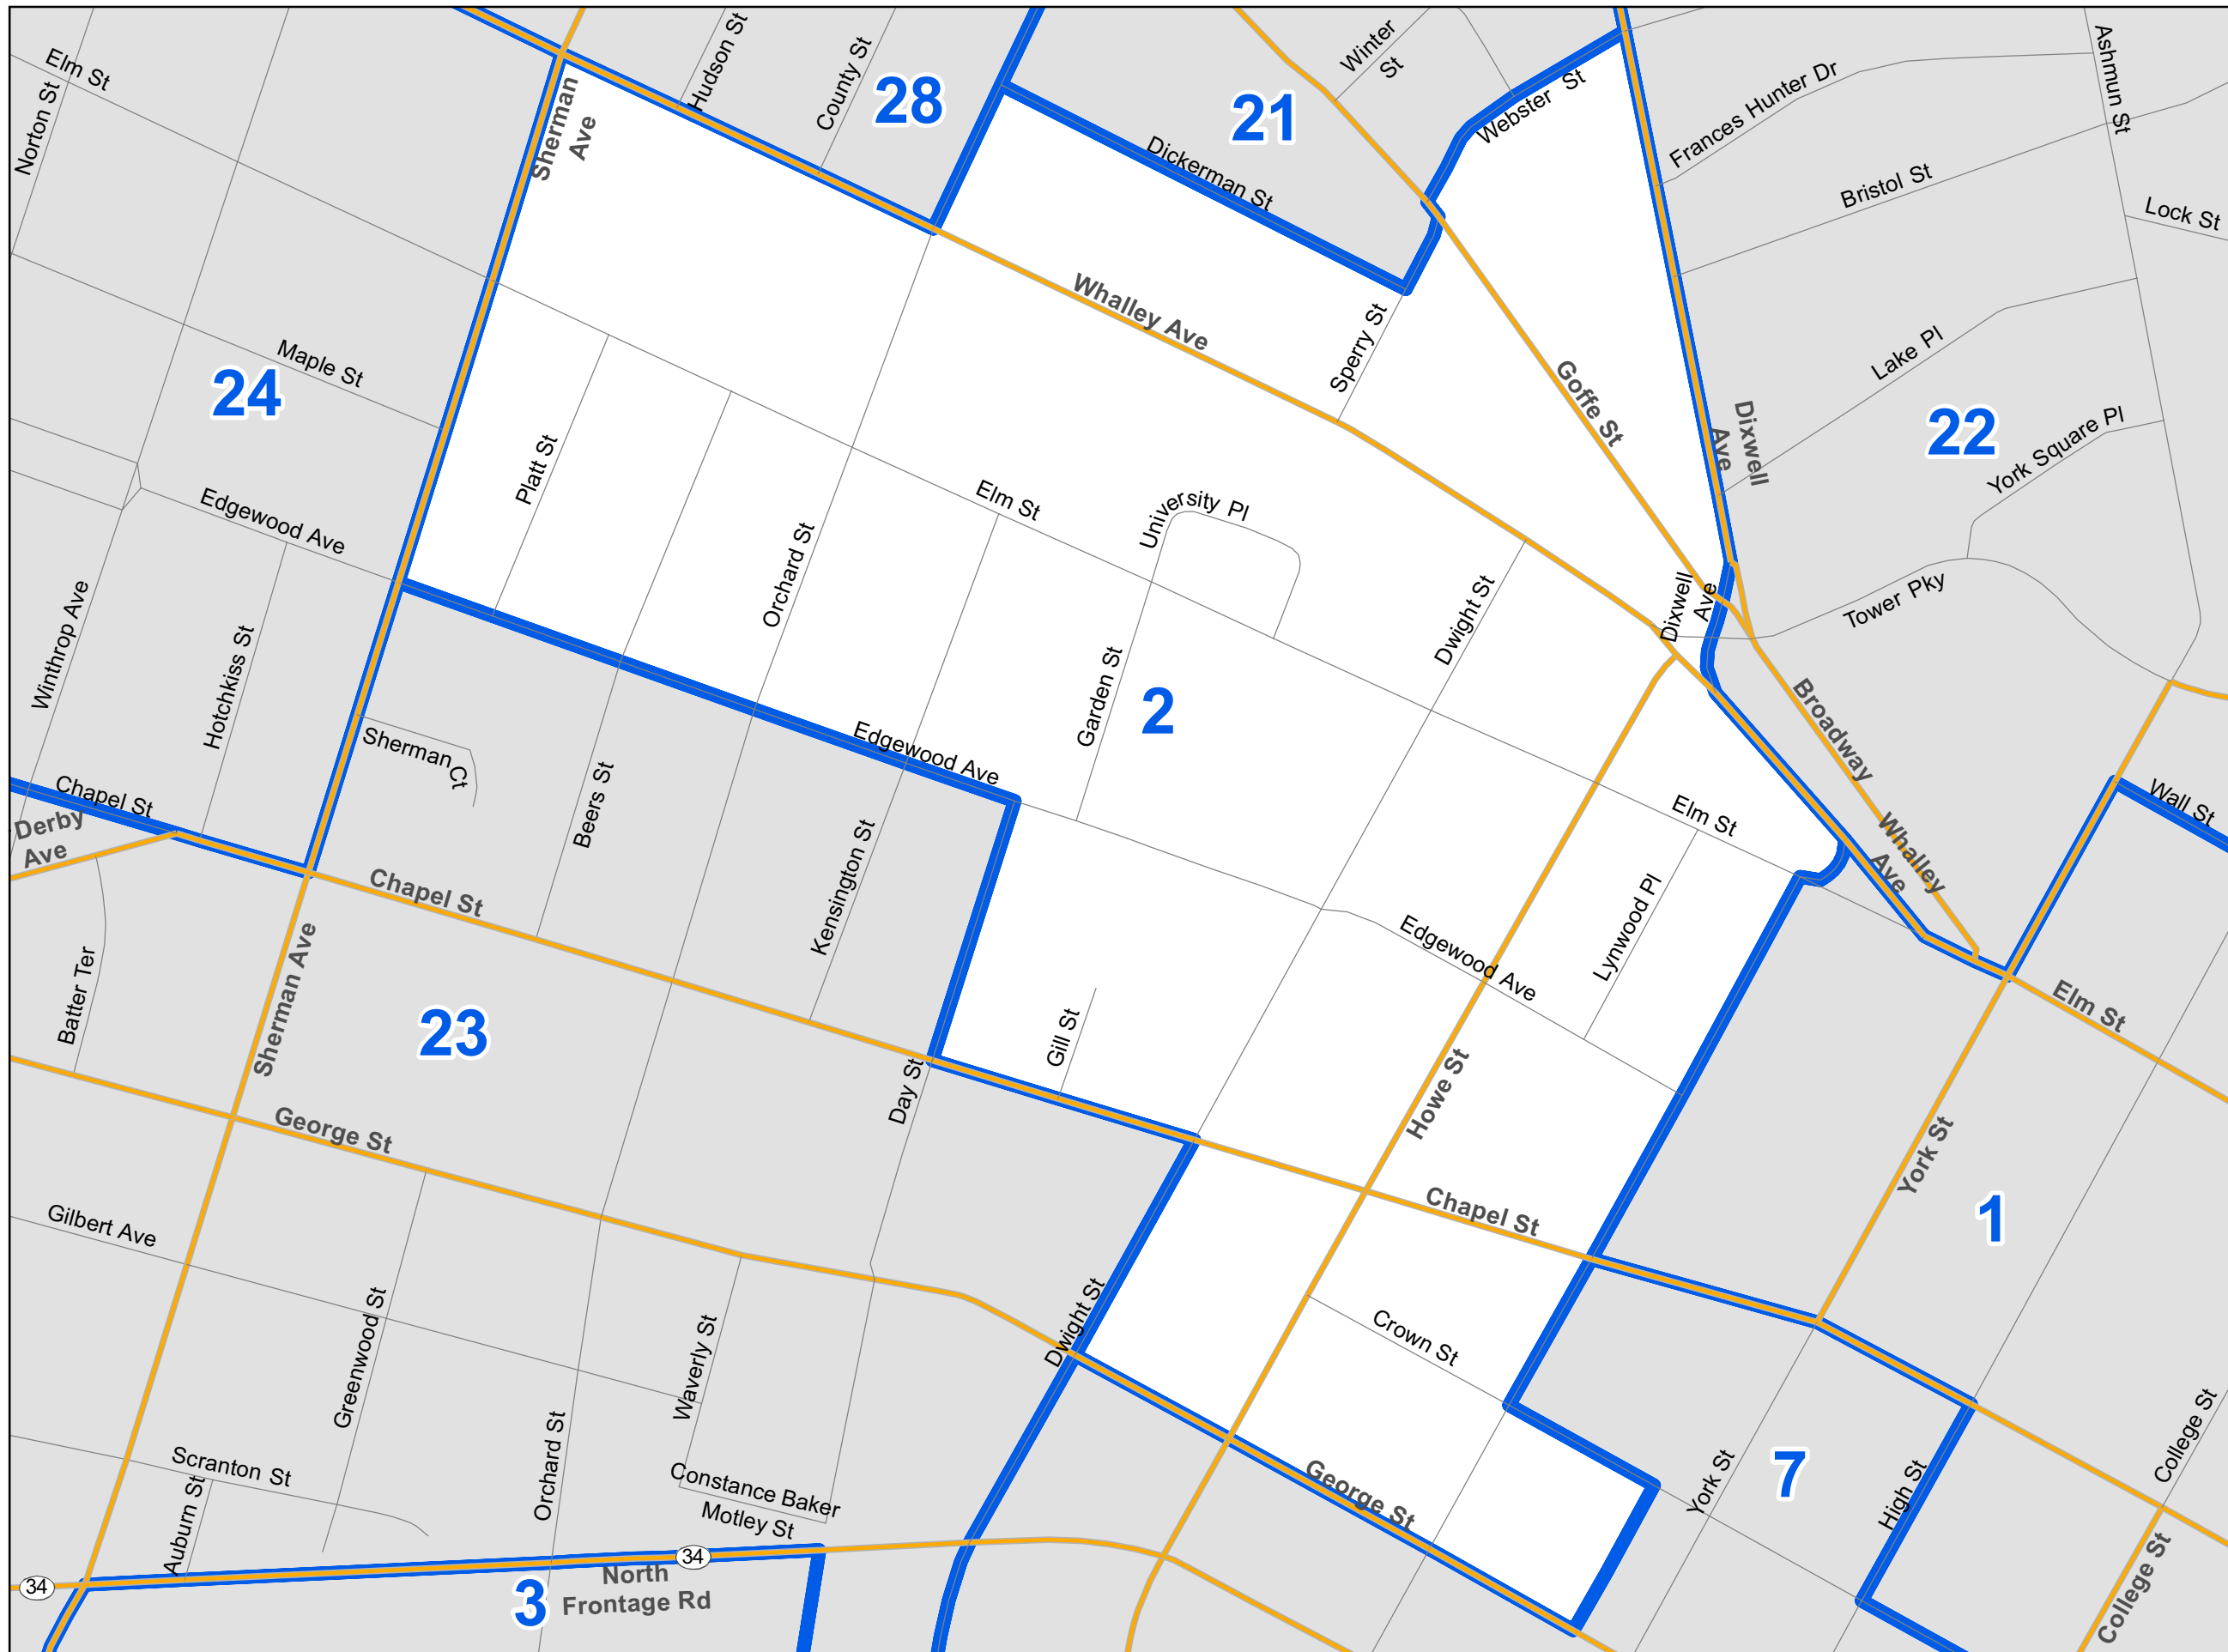 Elm St
Norton St
Hudson St
County St
28
21
Winter
St
Webster St
Frances Hunter Dr
Ashmun St
Sherman
Ave
Dickerman St
Bristol St
Lock St
Whalley Ave
Sperry St
Goffe St
Lake Pl
24
Maple St
22
Dixwell
Ave
York Square Pl
Platt St
Edgewood Ave
Elm St
University Pl
Orchard St
Dwight St
Dixwell
Ave
Tower Pky
Winthrop Ave
Hotchkiss St
Garden St
2
Broadway
Sherman Ct
Edgewood Ave
Chapel St
Derby
Ave
Beers St
Elm St
Wall St
Whalley
Ave
Kensington St
Chapel St
Lynwood Pl
Edgewood Ave
Batter Ter
Sherman Ave
23
Gill St
Elm St
Day St
Howe St
George St
York St
Gilbert Ave
Chapel St
1
Greenwood St
Waverly St
Dwight St
Crown St
College St
Orchard St
Scranton St
Auburn St
Constance Baker
Motley St
George St
York St
7
High St
34
34
North
Frontage Rd
3
College St